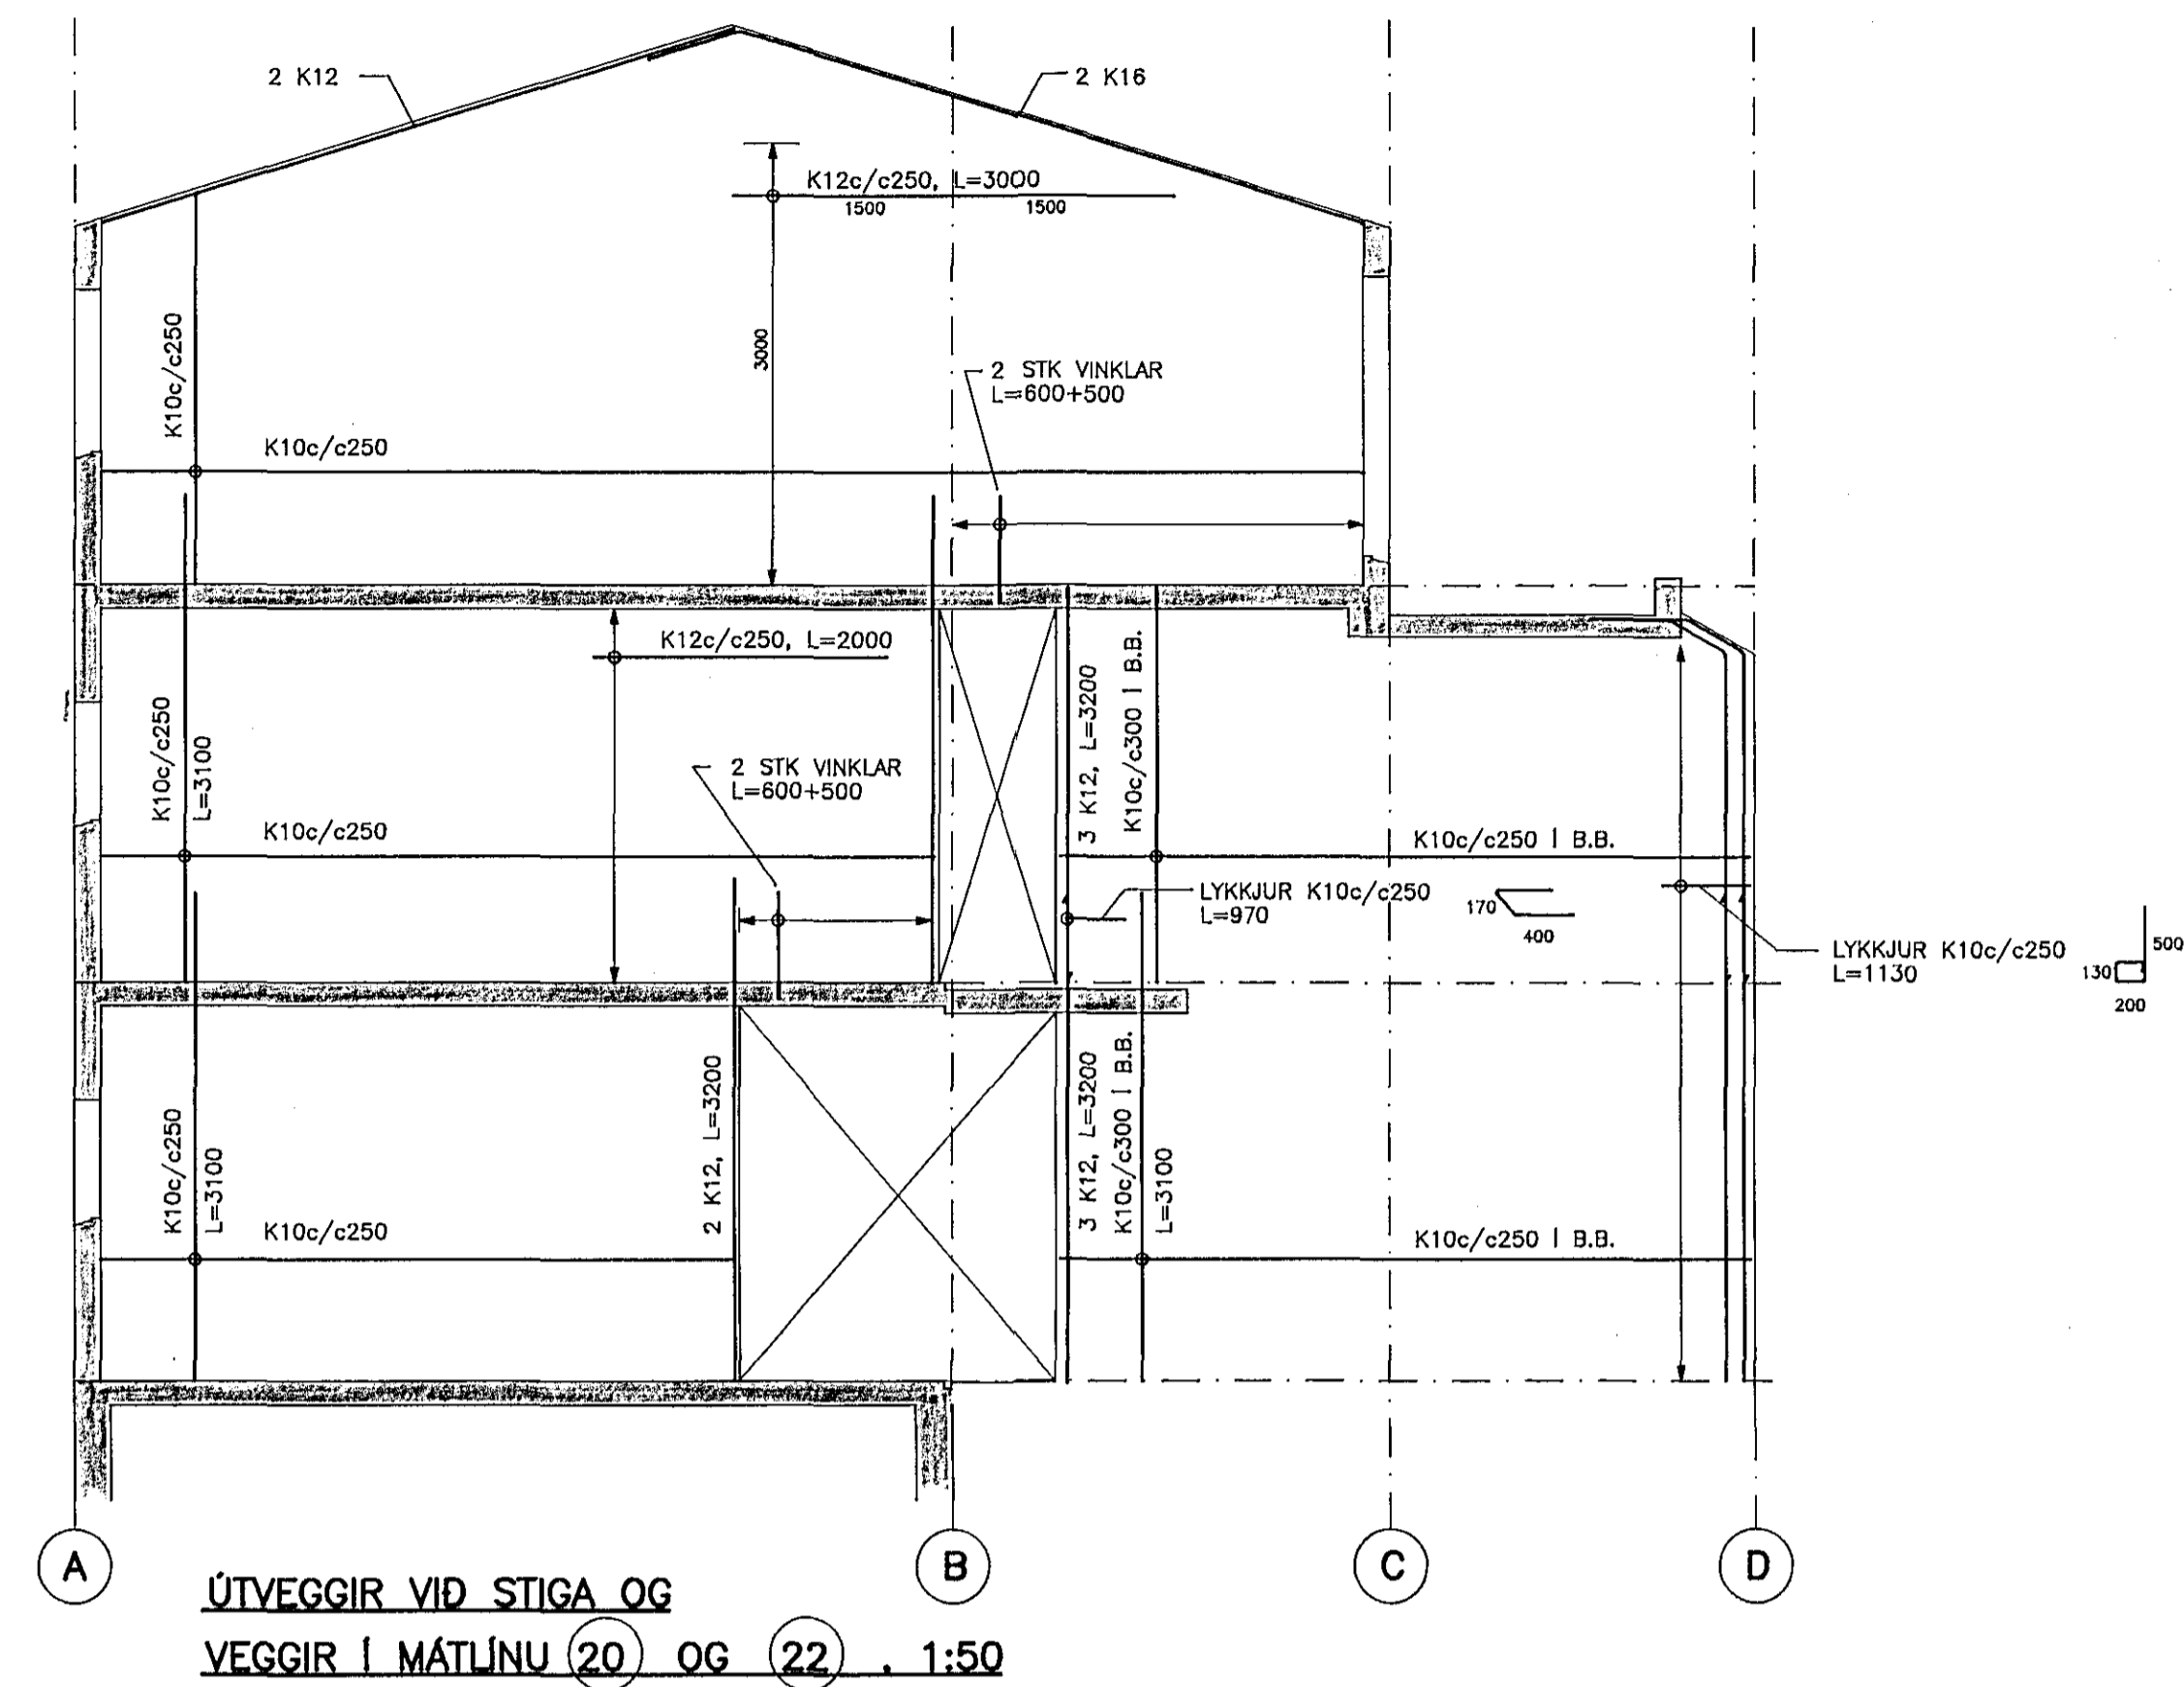 2 K12
2 K16
K12c/c250, L=3000
1500
1500
3000
K10c/c250
2 STK VINKLAR
L=600+500
K10c/c250
K12c/c250, L=2000
K10c/c250
L=3100
2 STK VINKLAR
L=600+500
3 K12, L=3200
K10c/c300 Í B.B.
K10c/c250
K10c/c250 Í B.B.
LYKKJUR K10c/c250
L=970
170
400
LYKKJUR K10c/c250
L=1130
500
130
200
K10c/c250
L=3100
2 K12, L=3200
3 K12, L=3200
K10c/c300 Í B.B.
L=3100
K10c/c250
K10c/c250 Í B.B.
A
B
C
D
ÚTVEGGIR VIÐ STIGA OG
VEGGIR Í MÁTLÍNU 20 OG 22 . 1:50